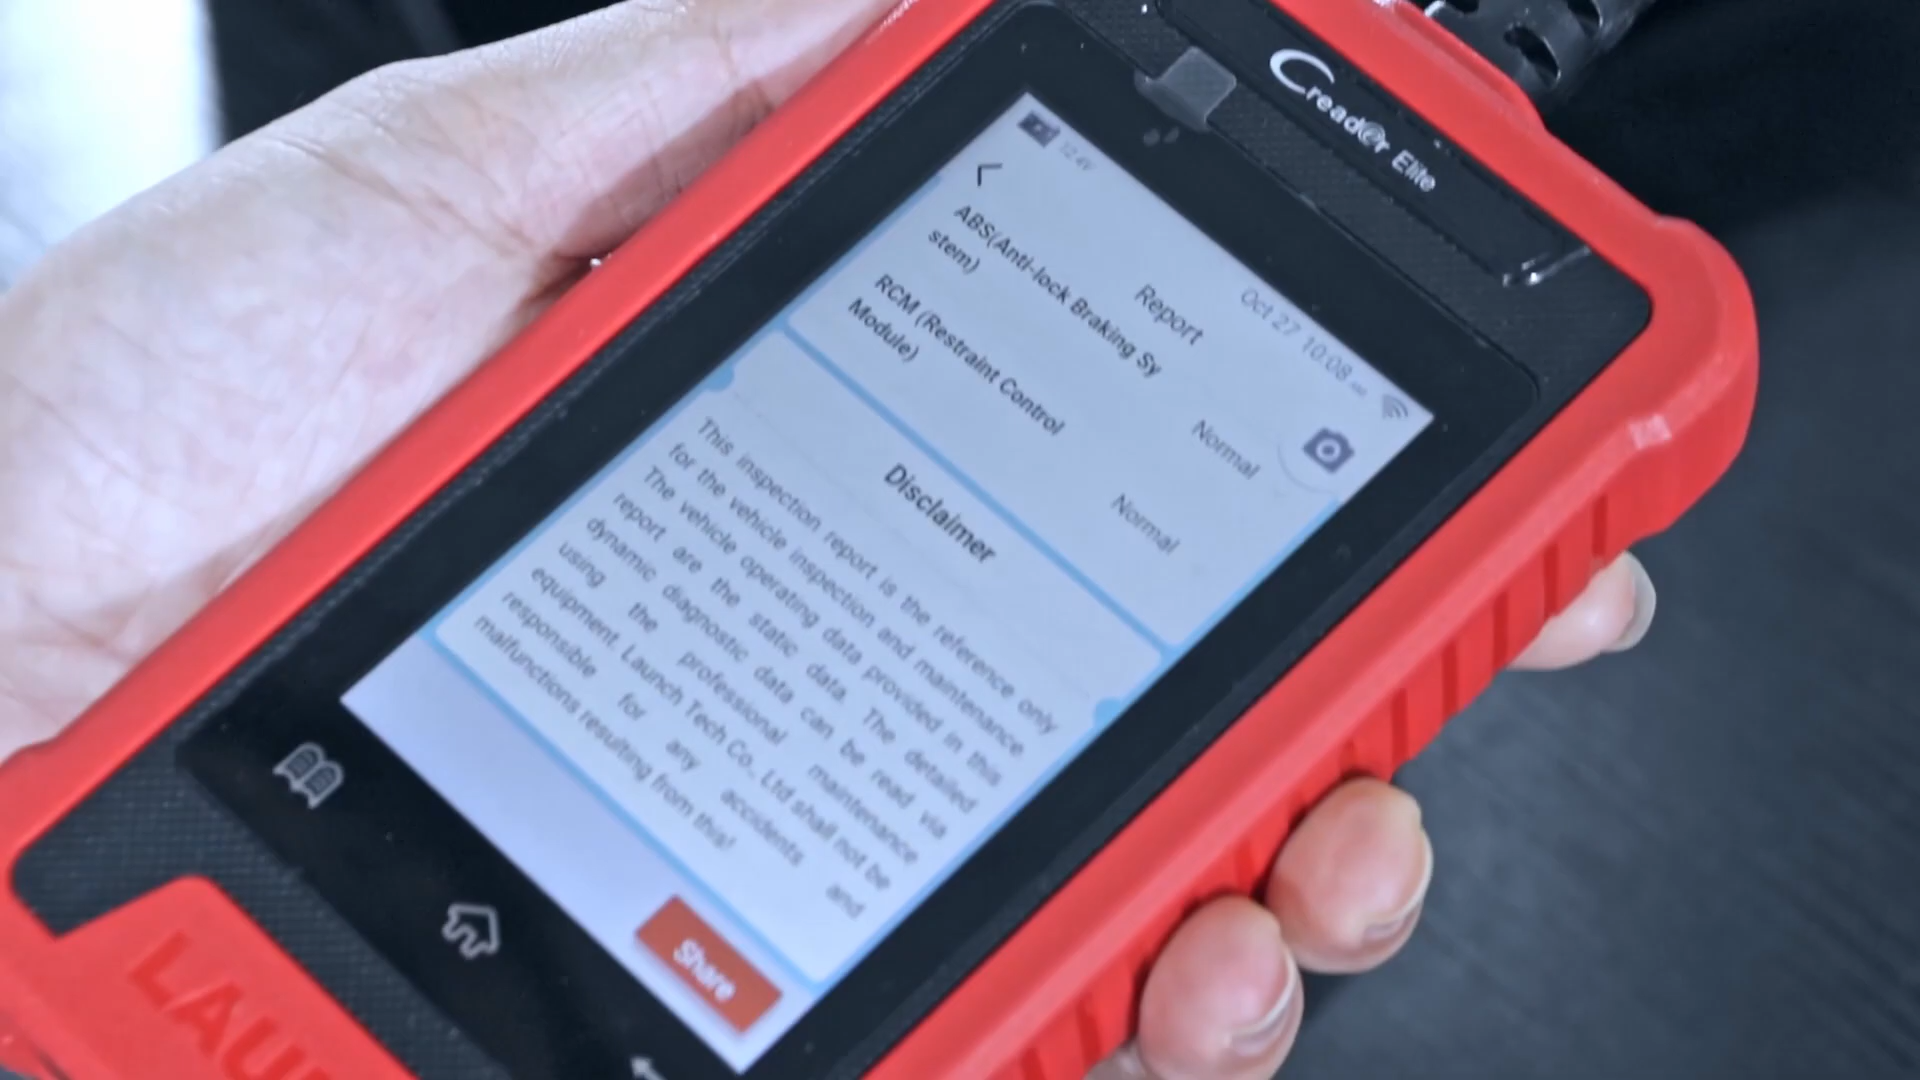 Cread@r Elite
12.4V
Oct 27 10:08
Report
ABS(Anti-lock Braking Sy
stem)
Normal
RCM (Restraint Control
Module)
Normal
Disclaimer
This inspection report is the reference only
for the vehicle inspection and maintenance
The vehicle operating data provided in this
report are the static data. The detailed
dynamic diagnostic data can be read via
using the professional maintenance
equipment. Launch Tech Co., Ltd shall not be
responsible for any accidents and
malfunctions resulting from this!
Share
LAU